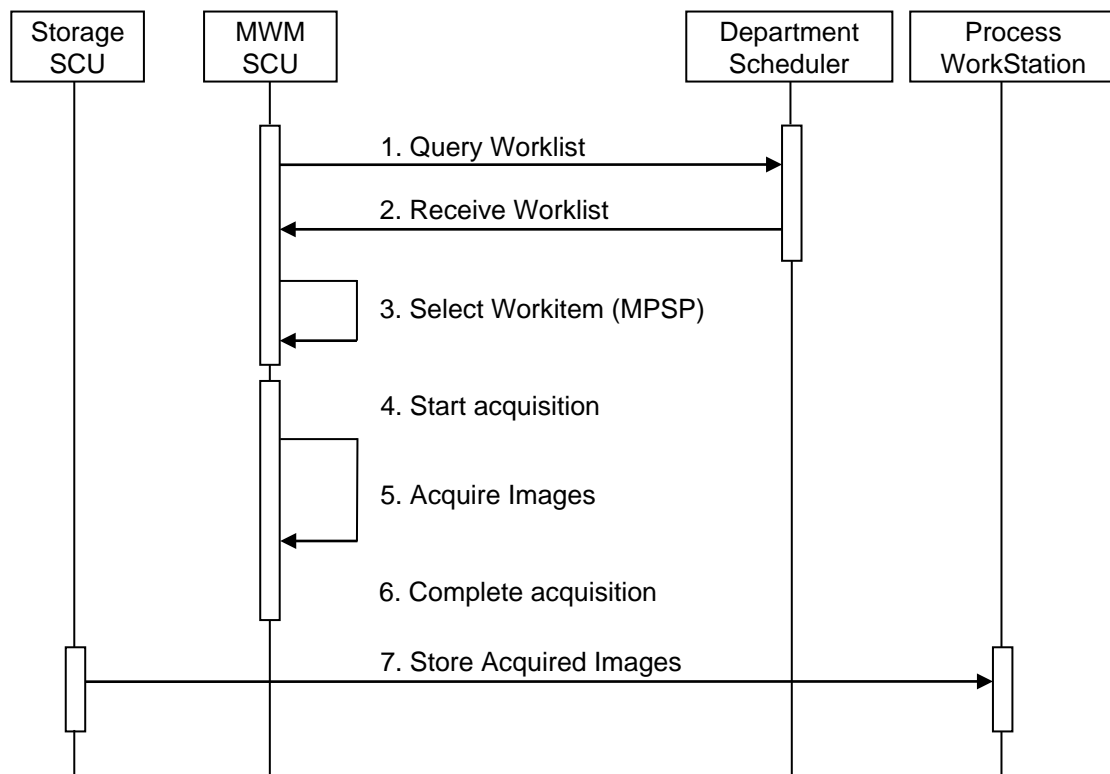 Storage
SCU
MWM
SCU
Department
Scheduler
Process
WorkStation
1. Query Worklist
2. Receive Worklist
3. Select Workitem (MPSP)
4. Start acquisition
5. Acquire Images
6. Complete acquisition
7. Store Acquired Images